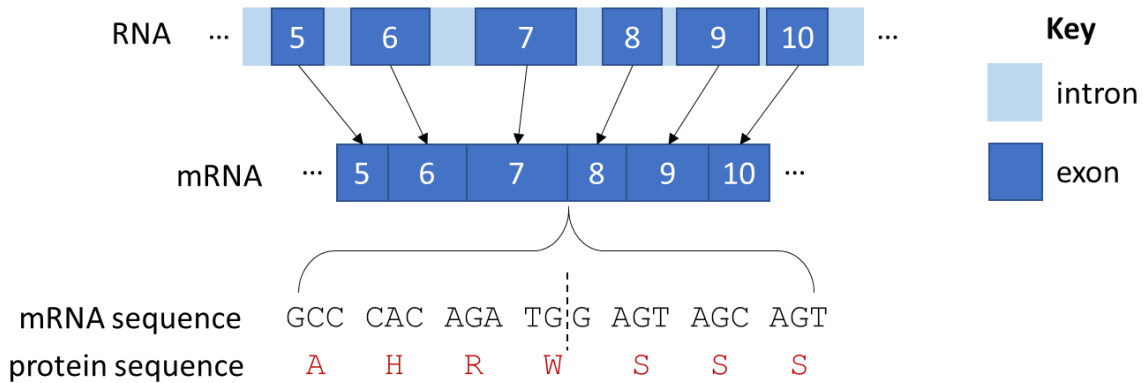 RNA ... 5 6 7 8 9 10 ...
Key
intron
exon
mRNA ... 5 6 7 8 9 10 ...
mRNA sequence GCC CAC AGA TG G AGT AGC AGT
protein sequence A H R W S S S